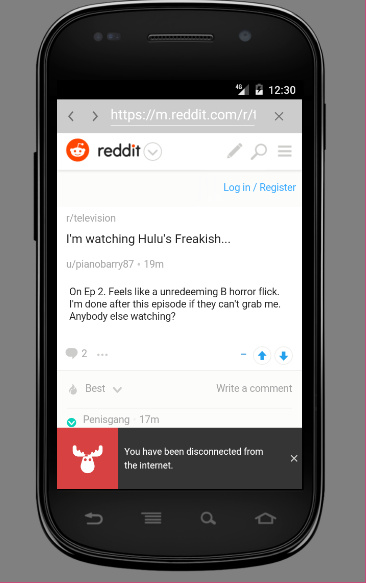 4G 12:30
https://m.reddit.com/r/t
reddit
Log in / Register
r/television
I'm watching Hulu's Freakish...
u/pianobarry87 • 19m
On Ep 2. Feels like a unredeeming B horror flick.
I'm done after this episode if they can't grab me.
Anybody else watching?
2
Best Write a comment
Penisgang · 17m
You have been disconnected from
the internet.